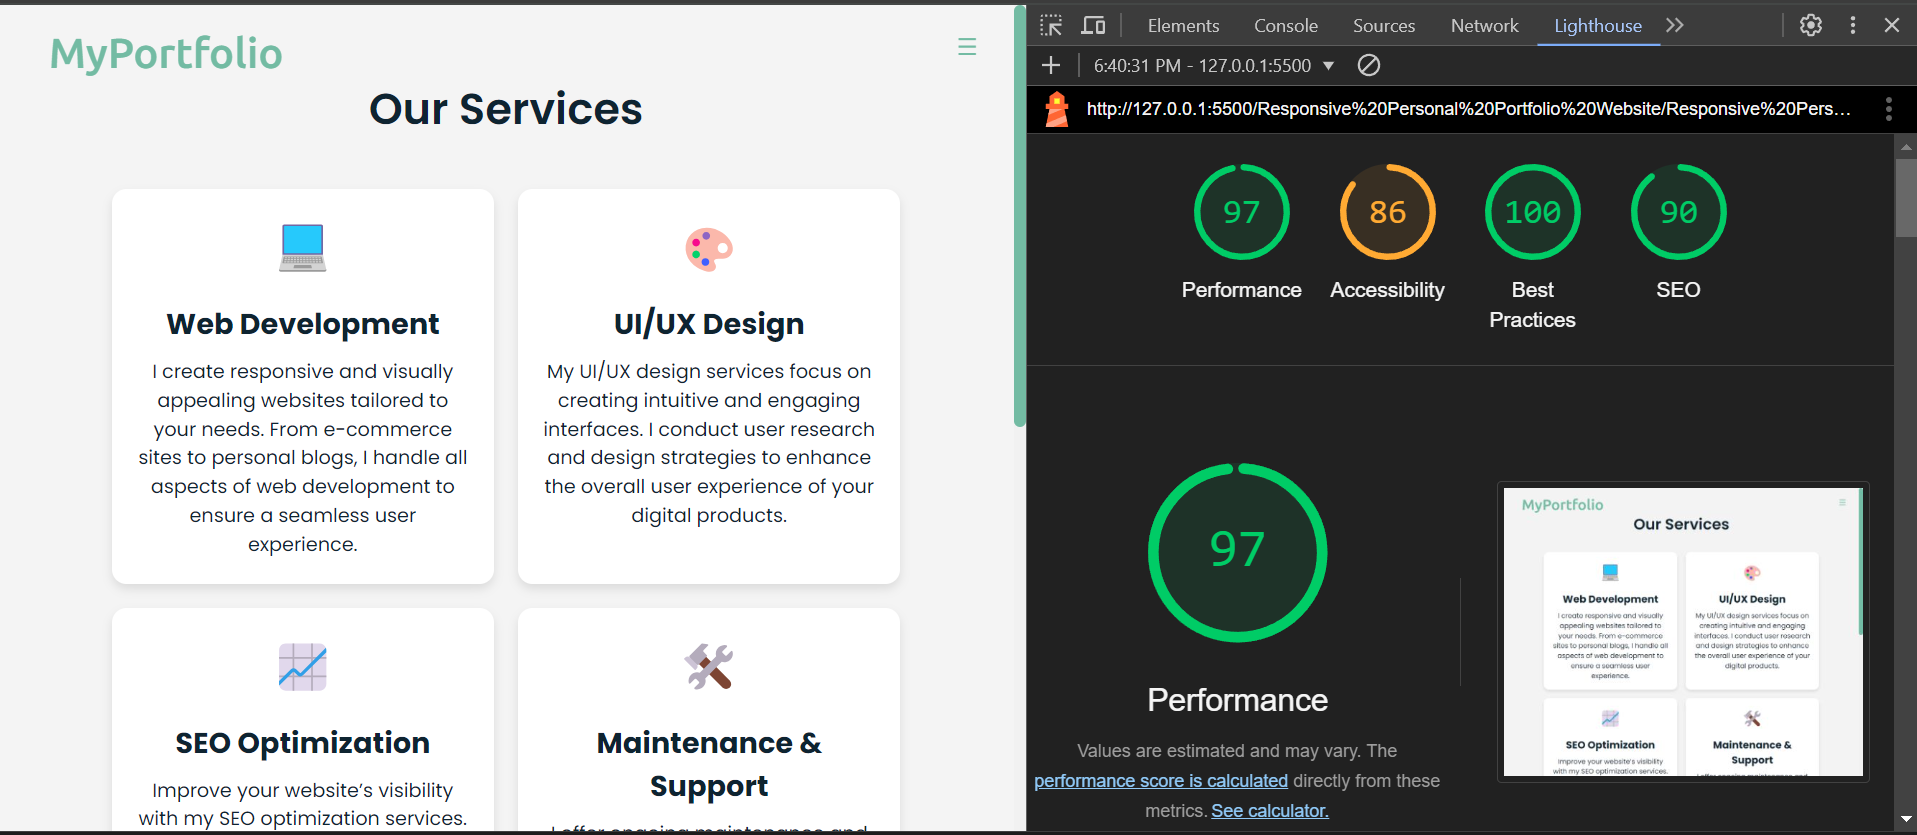 MyPortfolio
Our Services
Web Development
I create responsive and visually
appealing websites tailored to
your needs. From e-commerce
sites to personal blogs, I handle all
aspects of web development to
ensure a seamless user
experience.
UI/UX Design
My UI/UX design services focus on
creating intuitive and engaging
interfaces. I conduct user research
and design strategies to enhance
the overall user experience of your
digital products.
SEO Optimization
Improve your website’s visibility
with my SEO optimization services.
Maintenance &
Support
I offer ongoing maintenance and
Elements Console Sources Network Lighthouse
6:40:31 PM - 127.0.0.1:5500
http://127.0.0.1:5500/Responsive%20Personal%20Portfolio%20Website/Responsive%20Pers…
97 86 100 90
Performance Accessibility Best SEO
Practices
97
Performance
Values are estimated and may vary. The
performance score is calculated directly from these
metrics. See calculator.
MyPortfolio
Our Services
Web Development
I create responsive and visually
appealing websites tailored to
your needs. From e-commerce
sites to personal blogs, I handle all
aspects of web development to
ensure a seamless user
experience.
UI/UX Design
My UI/UX design services focus on
creating intuitive and engaging
interfaces. I conduct user research
and design strategies to enhance
the overall user experience of your
digital products.
SEO Optimization
Improve your website’s visibility
with my SEO optimization services.
Maintenance &
Support
I offer ongoing maintenance and